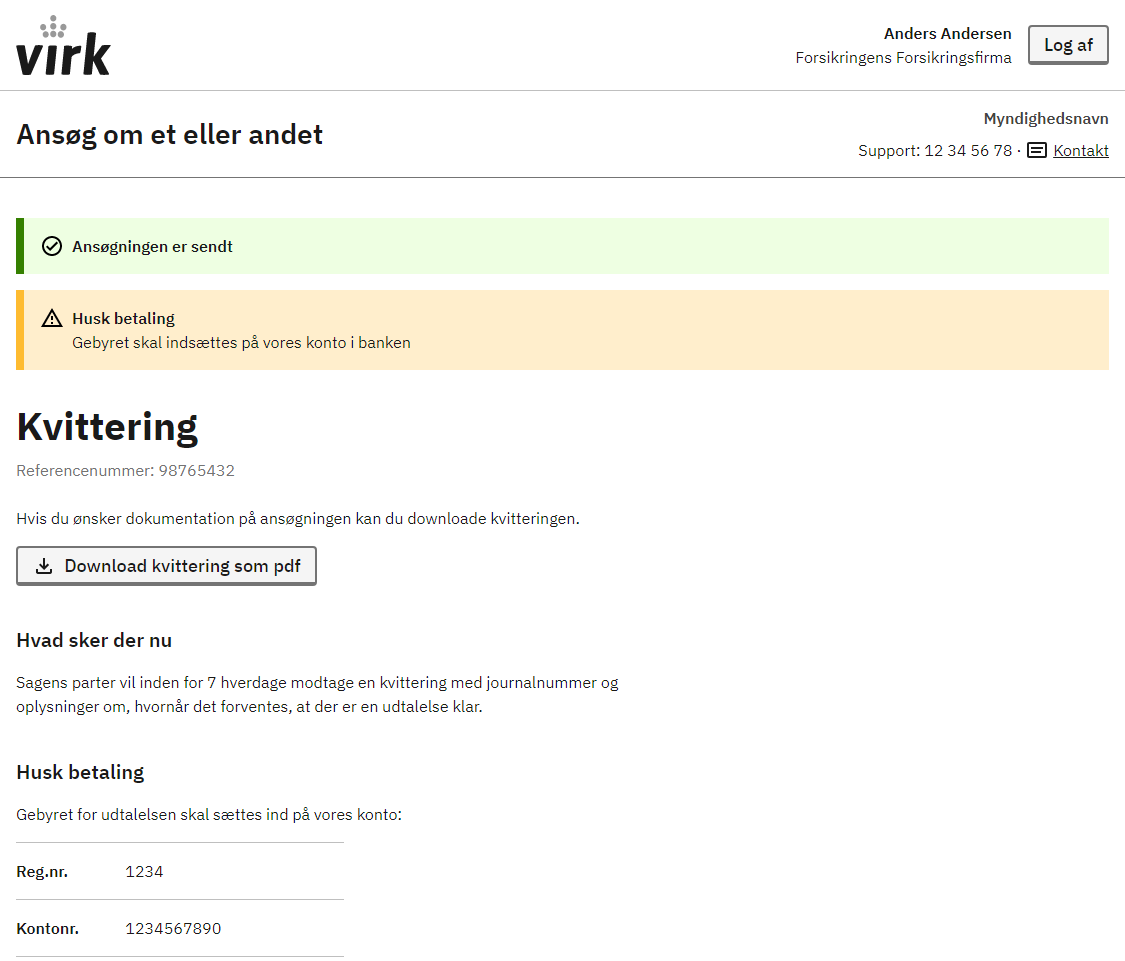 virk
Anders Andersen
Forsikringens Forsikringsfirma
Log af
Ansøg om et eller andet
Myndighedsnavn
Support: 12 34 56 78 · Kontakt
Ansøgningen er sendt
Husk betaling
Gebyret skal indsættes på vores konto i banken
Kvittering
Referencenummer: 98765432
Hvis du ønsker dokumentation på ansøgningen kan du downloade kvitteringen.
Download kvittering som pdf
Hvad sker der nu
Sagens parter vil inden for 7 hverdage modtage en kvittering med journalnummer og
oplysninger om, hvornår det forventes, at der er en udtalelse klar.
Husk betaling
Gebyret for udtalelsen skal sættes ind på vores konto:
Reg.nr. 1234
Kontonr. 1234567890